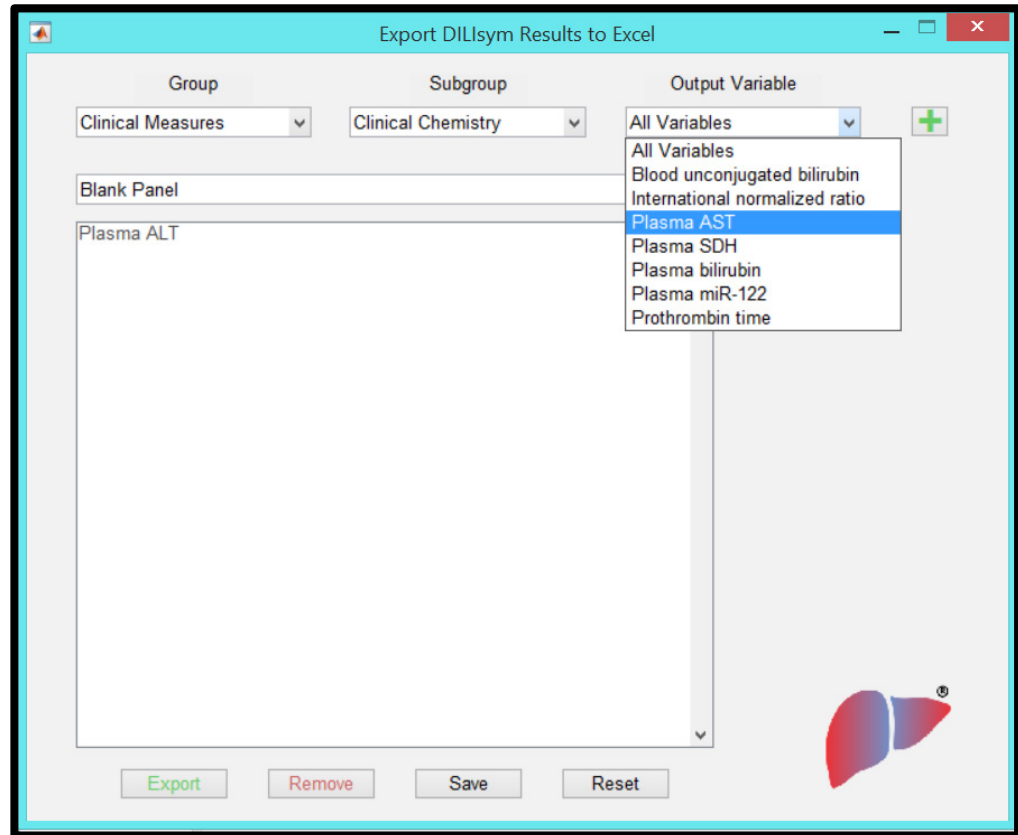 Export DILIsym Results to Excel
Group Subgroup Output Variable
Clinical Measures Clinical Chemistry All Variables
All Variables
Blood unconjugated bilirubin
International normalized ratio
Plasma AST
Plasma SDH
Plasma bilirubin
Plasma miR-122
Prothrombin time
Blank Panel
Plasma ALT
®
Export Remove Save Reset